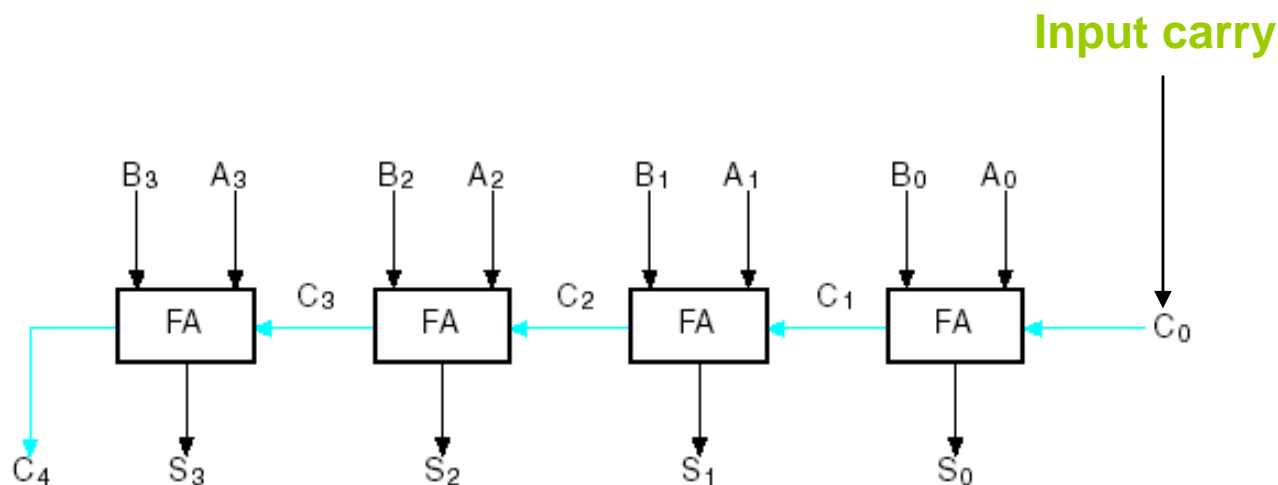 Input carry
B₃ A₃ B₂ A₂ B₁ A₁ B₀ A₀
C₃ C₂ C₁
FA FA FA FA C₀
C₄ S₃ S₂ S₁ S₀